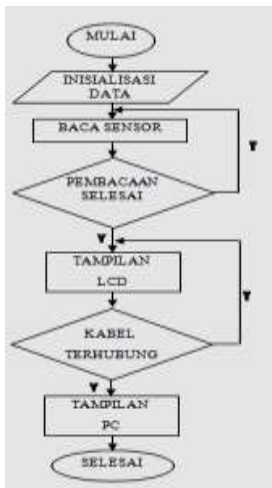 MULAI
INISIALISASI
DATA
BACA SENSOR
PEMBACAAN
SELESAI
TAMPILAN
LCD
KABEL
TERHUBUNG
TAMPILAN
PC
SELESAI